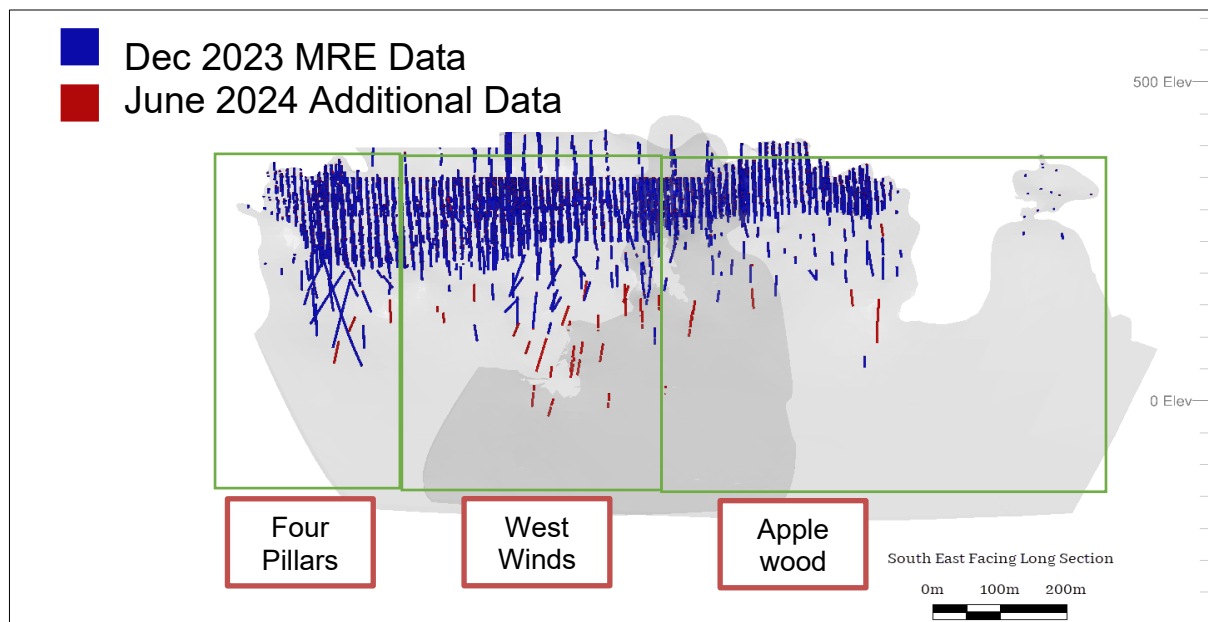 Dec 2023 MRE Data
June 2024 Additional Data
500 Elev
0 Elev
Four
Pillars
West
Winds
Apple
wood
South East Facing Long Section
0m 100m 200m